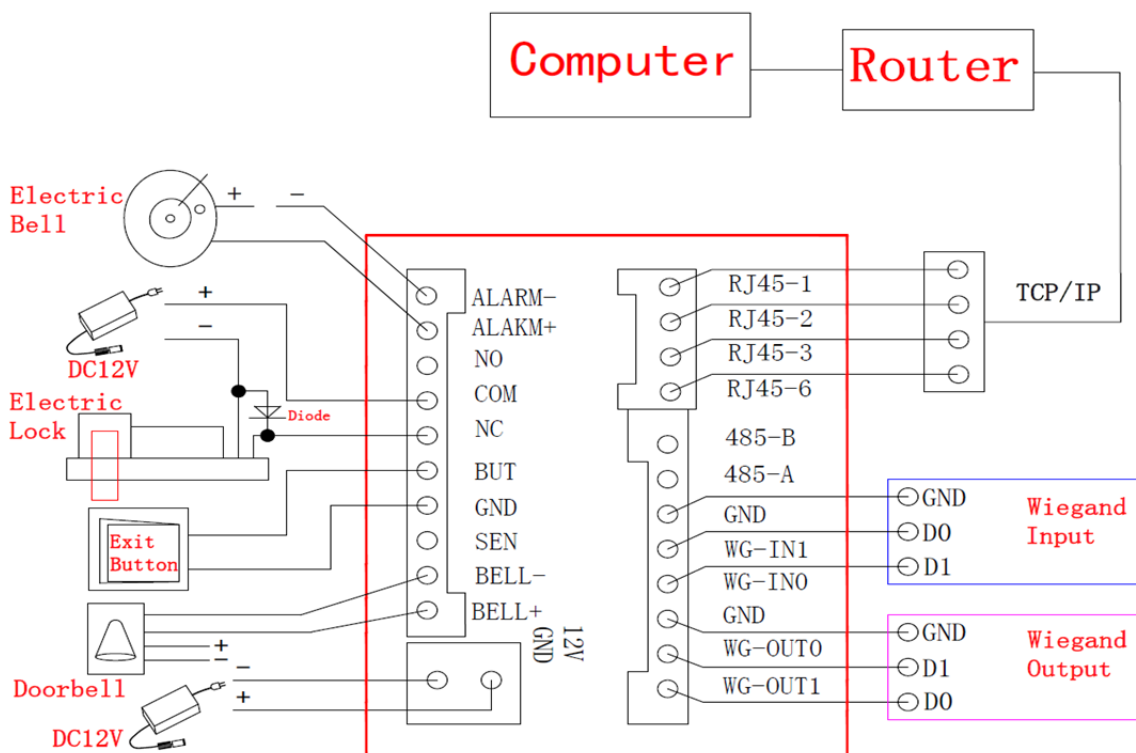 Computer
Router
Electric
Bell
+ -
ALARM-
ALAKM+
NO
COM
NC
BUT
GND
SEN
BELL-
BELL+
GND
12V
+
-
DC12V
Electric
Lock
Diode
Exit
Button
+
-
Doorbell
-
+
DC12V
RJ45-1
RJ45-2
RJ45-3
RJ45-6
TCP/IP
485-B
485-A
GND
WG-IN1
WG-IN0
GND
WG-OUT0
WG-OUT1
GND
D0
D1
Wiegand
Input
GND
D1
D0
Wiegand
Output